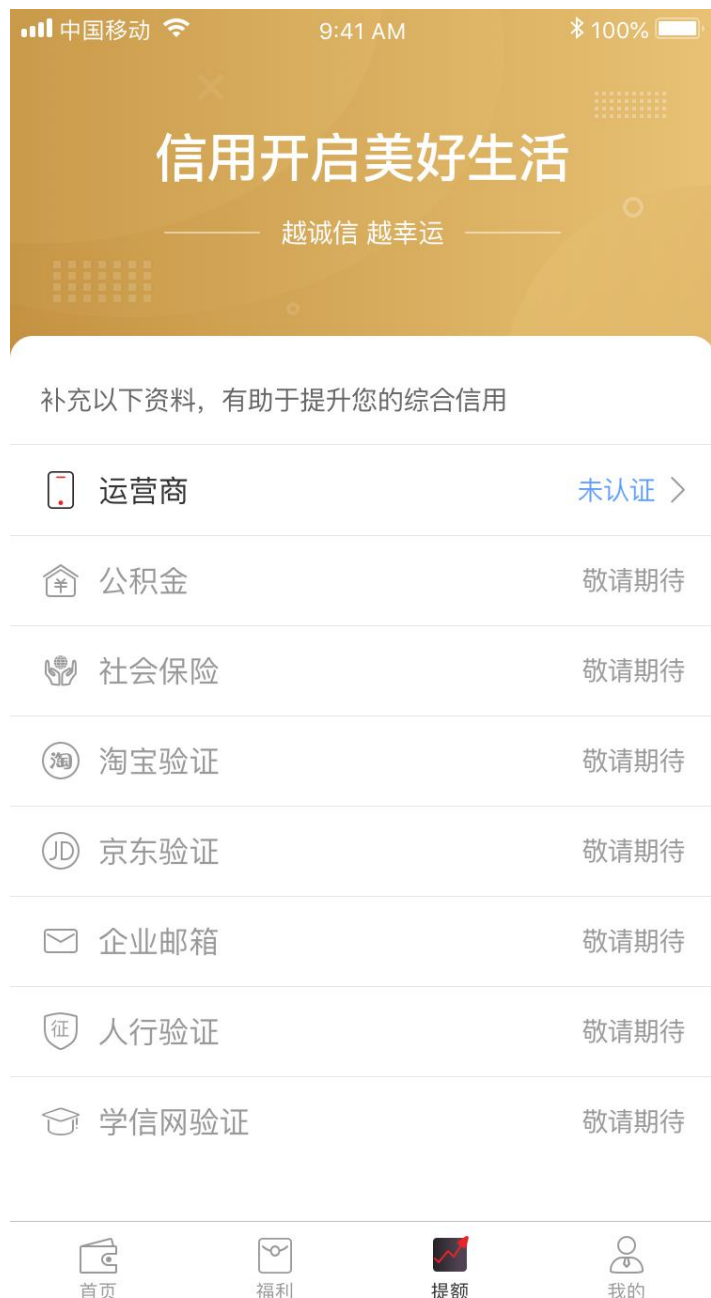 中国移动 9:41 AM 100%
信用开启美好生活
越诚信 越幸运
补充以下资料，有助于提升您的综合信用
运营商 未认证
¥ 公积金 敬请期待
社会保险 敬请期待
淘 淘宝验证 敬请期待
JD 京东验证 敬请期待
企业邮箱 敬请期待
征 人行验证 敬请期待
学信网验证 敬请期待
首页 福利 提额 我的